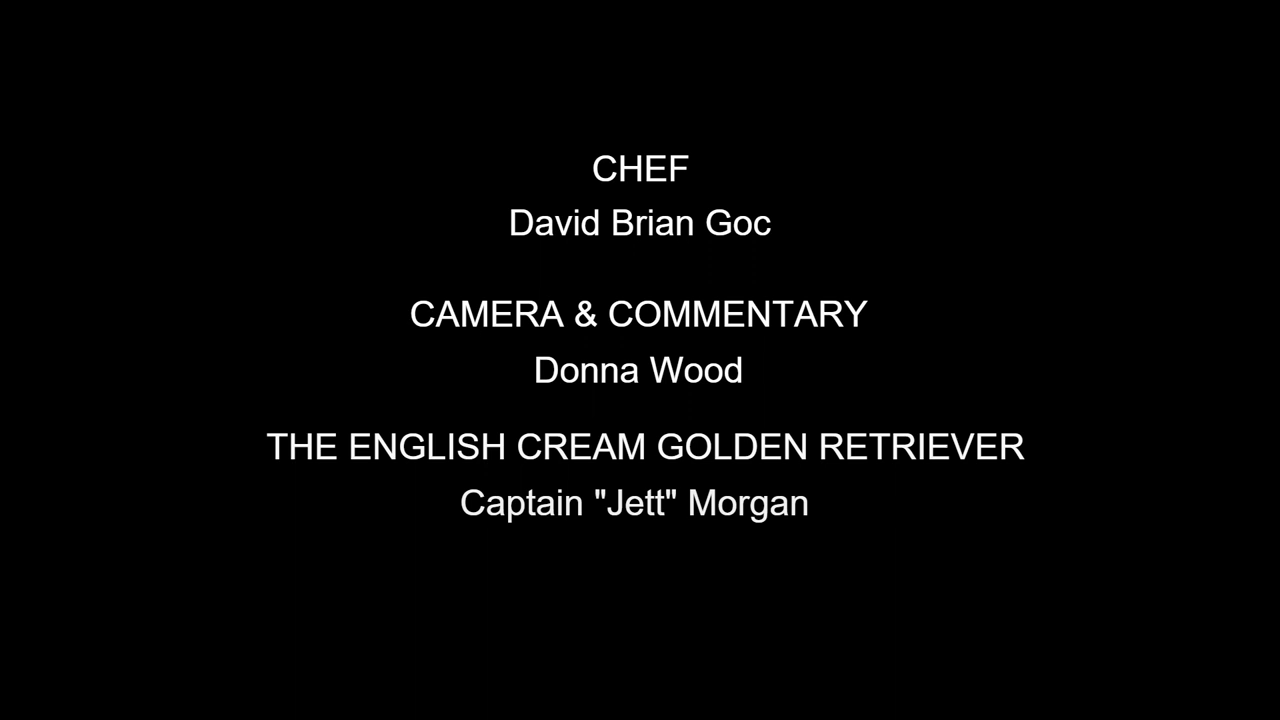 CHEF
David Brian Goc
CAMERA & COMMENTARY
Donna Wood
THE ENGLISH CREAM GOLDEN RETRIEVER
Captain "Jett" Morgan